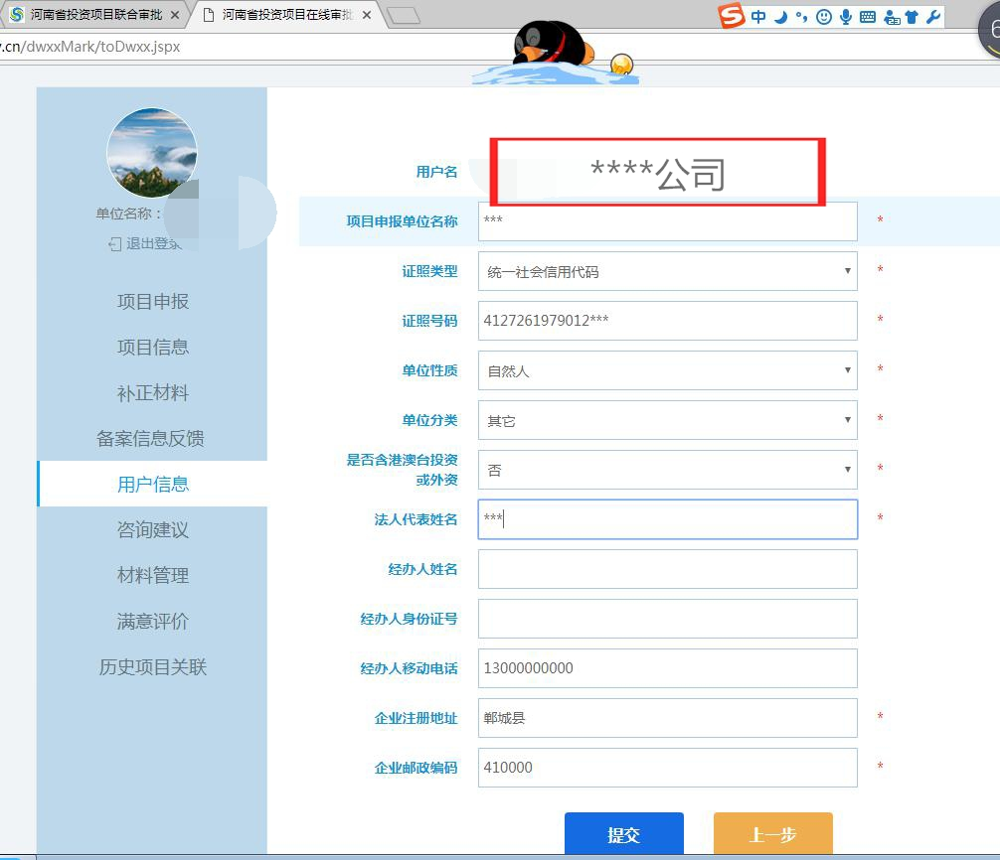 河南省投资项目联合审批
河南省投资项目在线审批
.cn/dwxxMark/toDwxx.jspx
中
单位名称：
退出登录
项目申报
项目信息
补正材料
备案信息反馈
用户信息
咨询建议
材料管理
满意评价
历史项目关联
用户名 ****公司
项目申报单位名称 *** *
证照类型 统一社会信用代码 *
证照号码 4127261979012*** *
单位性质 自然人 *
单位分类 其它 *
是否含港澳台投资
或外资 否 *
法人代表姓名 *** *
经办人姓名
经办人身份证号
经办人移动电话 13000000000
企业注册地址 郸城县 *
企业邮政编码 410000 *
提交 上一步